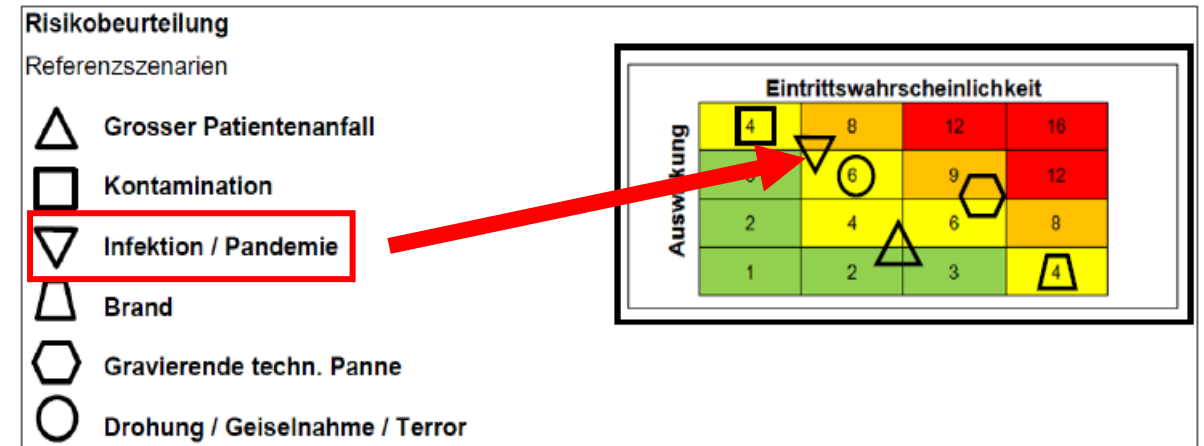 Risikobeurteilung
Referenzszenarien
Grosser Patientenanfall
Kontamination
Infektion / Pandemie
Brand
Gravierende techn. Panne
Drohung / Geiselnahme / Terror
Eintrittswahrscheinlichkeit
Auswirkung
4 8 12 16
6 9 12
2 4 6 8
1 2 3 4